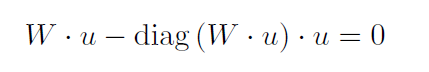 W · u − diag (W · u) · u = 0